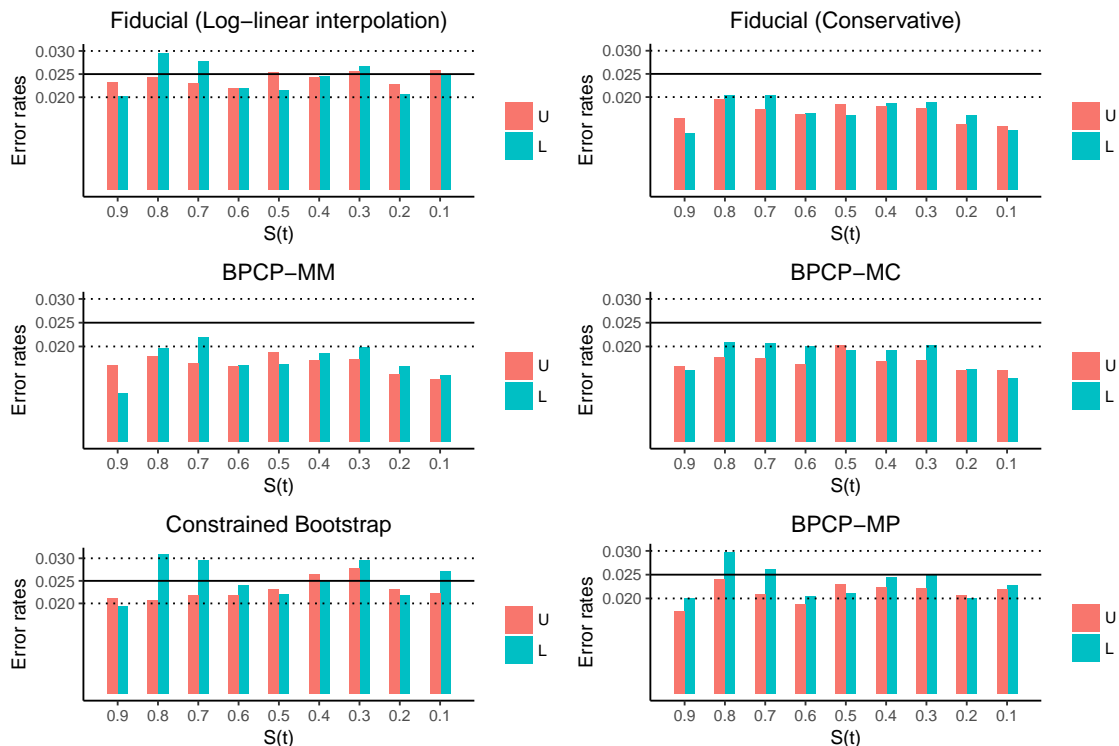 Fiducial (Log−linear interpolation)
Error rates
0.030
0.025
0.020
0.9 0.8 0.7 0.6 0.5 0.4 0.3 0.2 0.1
S(t)
U
L
Fiducial (Conservative)
Error rates
0.030
0.025
0.020
0.9 0.8 0.7 0.6 0.5 0.4 0.3 0.2 0.1
S(t)
U
L
BPCP−MM
Error rates
0.030
0.025
0.020
0.9 0.8 0.7 0.6 0.5 0.4 0.3 0.2 0.1
S(t)
U
L
BPCP−MC
Error rates
0.030
0.025
0.020
0.9 0.8 0.7 0.6 0.5 0.4 0.3 0.2 0.1
S(t)
U
L
Constrained Bootstrap
Error rates
0.030
0.025
0.020
0.9 0.8 0.7 0.6 0.5 0.4 0.3 0.2 0.1
S(t)
U
L
BPCP−MP
Error rates
0.030
0.025
0.020
0.9 0.8 0.7 0.6 0.5 0.4 0.3 0.2 0.1
S(t)
U
L